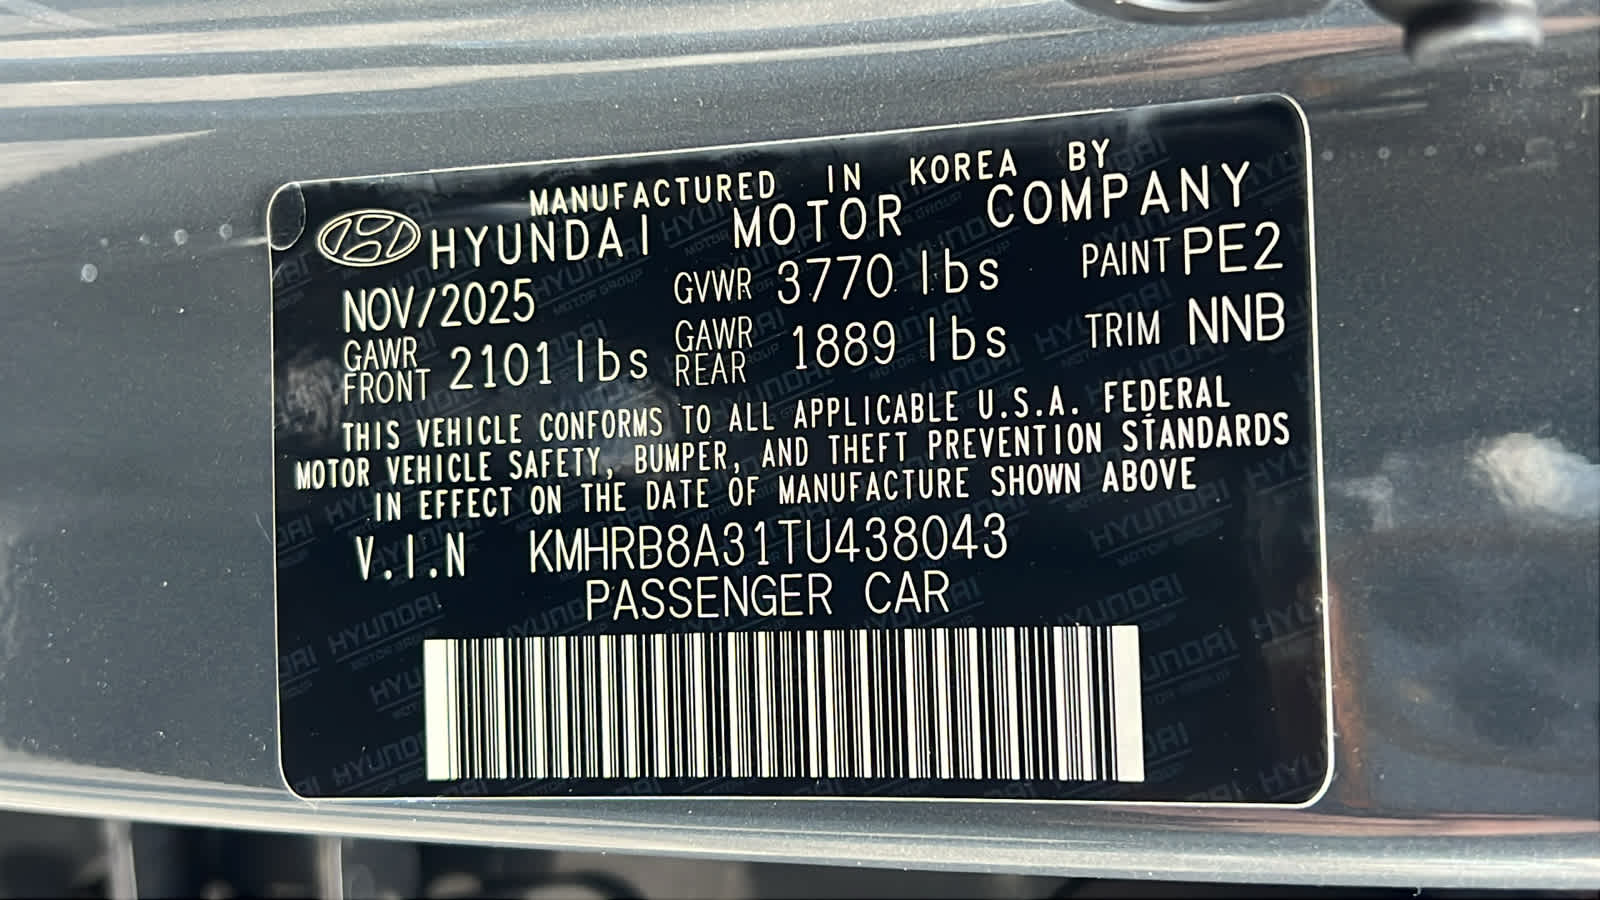 MANUFACTURED IN KOREA BY
HYUNDAI MOTOR COMPANY
NOV/2025 GVWR 3770 lbs PAINT PE2
GAWR FRONT 2101 lbs GAWR REAR 1889 lbs TRIM NNB
THIS VEHICLE CONFORMS TO ALL APPLICABLE U.S.A. FEDERAL
MOTOR VEHICLE SAFETY, BUMPER, AND THEFT PREVENTION STANDARDS
IN EFFECT ON THE DATE OF MANUFACTURE SHOWN ABOVE
V.I.N KMHRB8A31TU438043
PASSENGER CAR